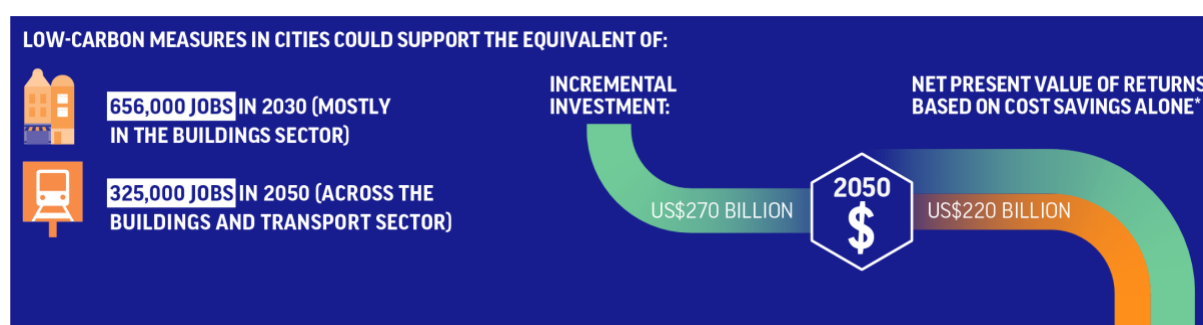 LOW-CARBON MEASURES IN CITIES COULD SUPPORT THE EQUIVALENT OF:
656,000 JOBS IN 2030 (MOSTLY
IN THE BUILDINGS SECTOR)
325,000 JOBS IN 2050 (ACROSS THE
BUILDINGS AND TRANSPORT SECTOR)
INCREMENTAL
INVESTMENT:
US$270 BILLION
2050
$
NET PRESENT VALUE OF RETURNS
BASED ON COST SAVINGS ALONE*
US$220 BILLION